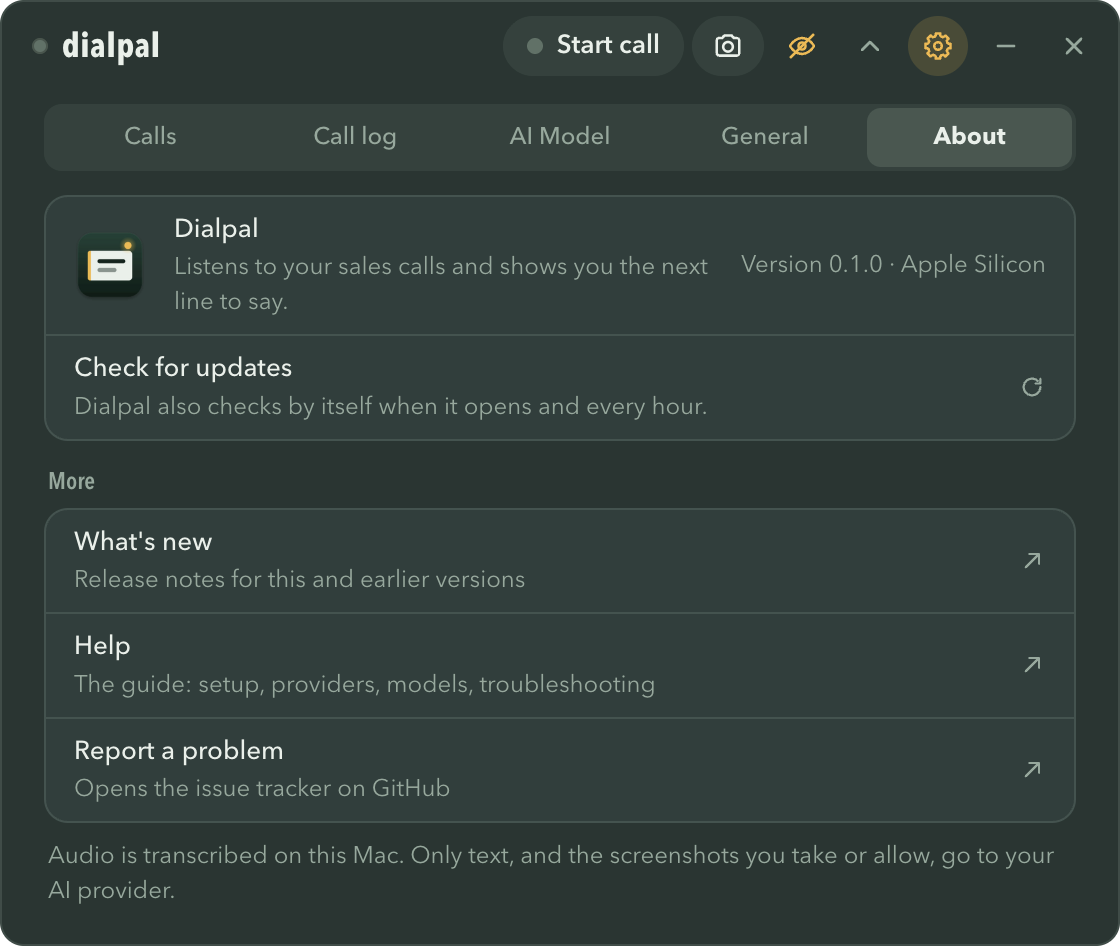 dialpal
Start call
Calls
Call log
AI Model
General
About
Dialpal
Listens to your sales calls and shows you the next
line to say.
Version 0.1.0 · Apple Silicon
Check for updates
Dialpal also checks by itself when it opens and every hour.
More
What's new
Release notes for this and earlier versions
Help
The guide: setup, providers, models, troubleshooting
Report a problem
Opens the issue tracker on GitHub
Audio is transcribed on this Mac. Only text, and the screenshots you take or allow, go to your
AI provider.